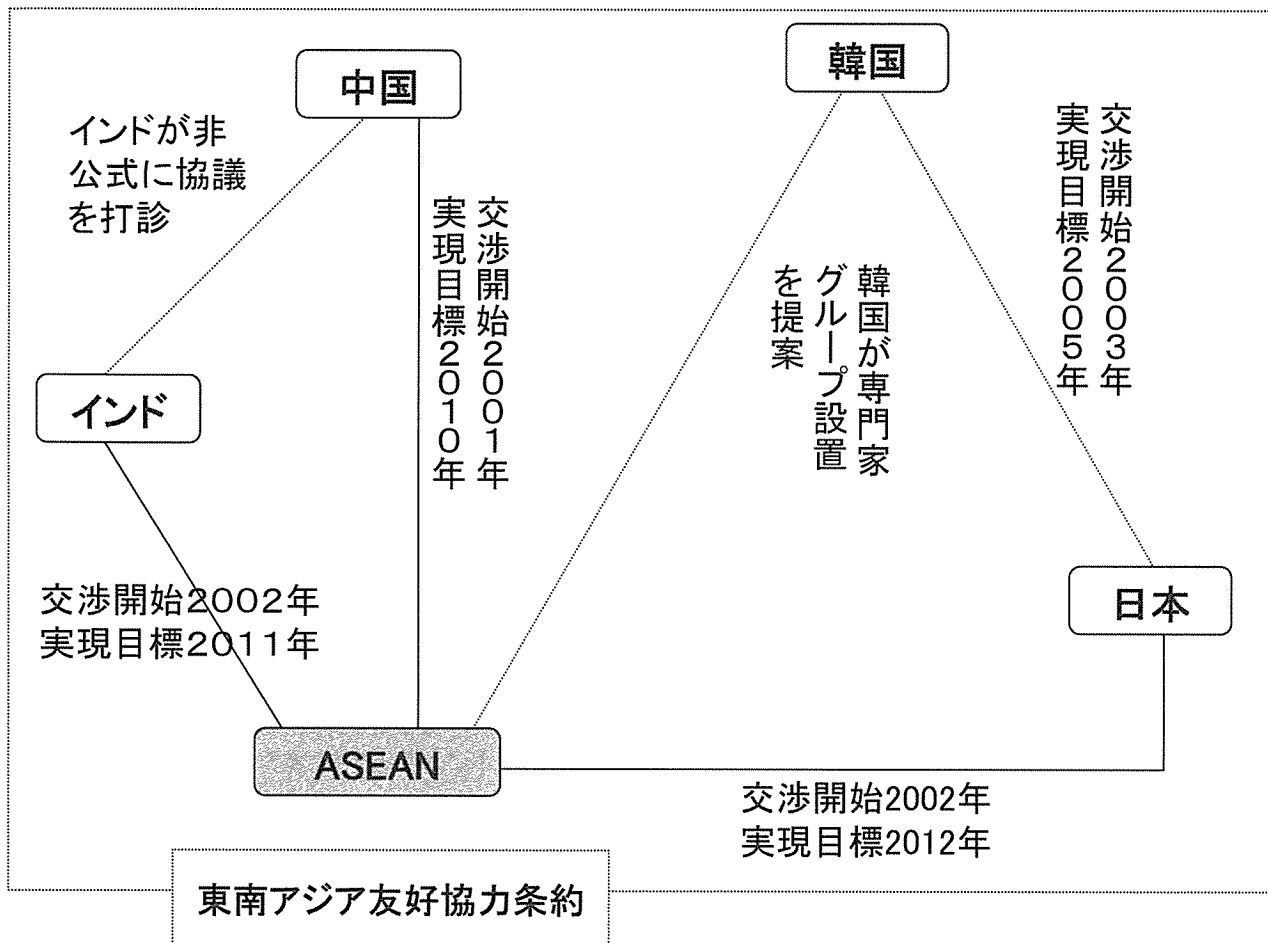 中国
韓国
インドが非
公式に協議
を打診
交渉開始2001年
実現目標2010年
韓国が専門家
グループ設置
を提案
交渉開始2003年
実現目標2005年
インド
交渉開始2002年
実現目標2011年
日本
ASEAN
交渉開始2002年
実現目標2012年
東南アジア友好協力条約